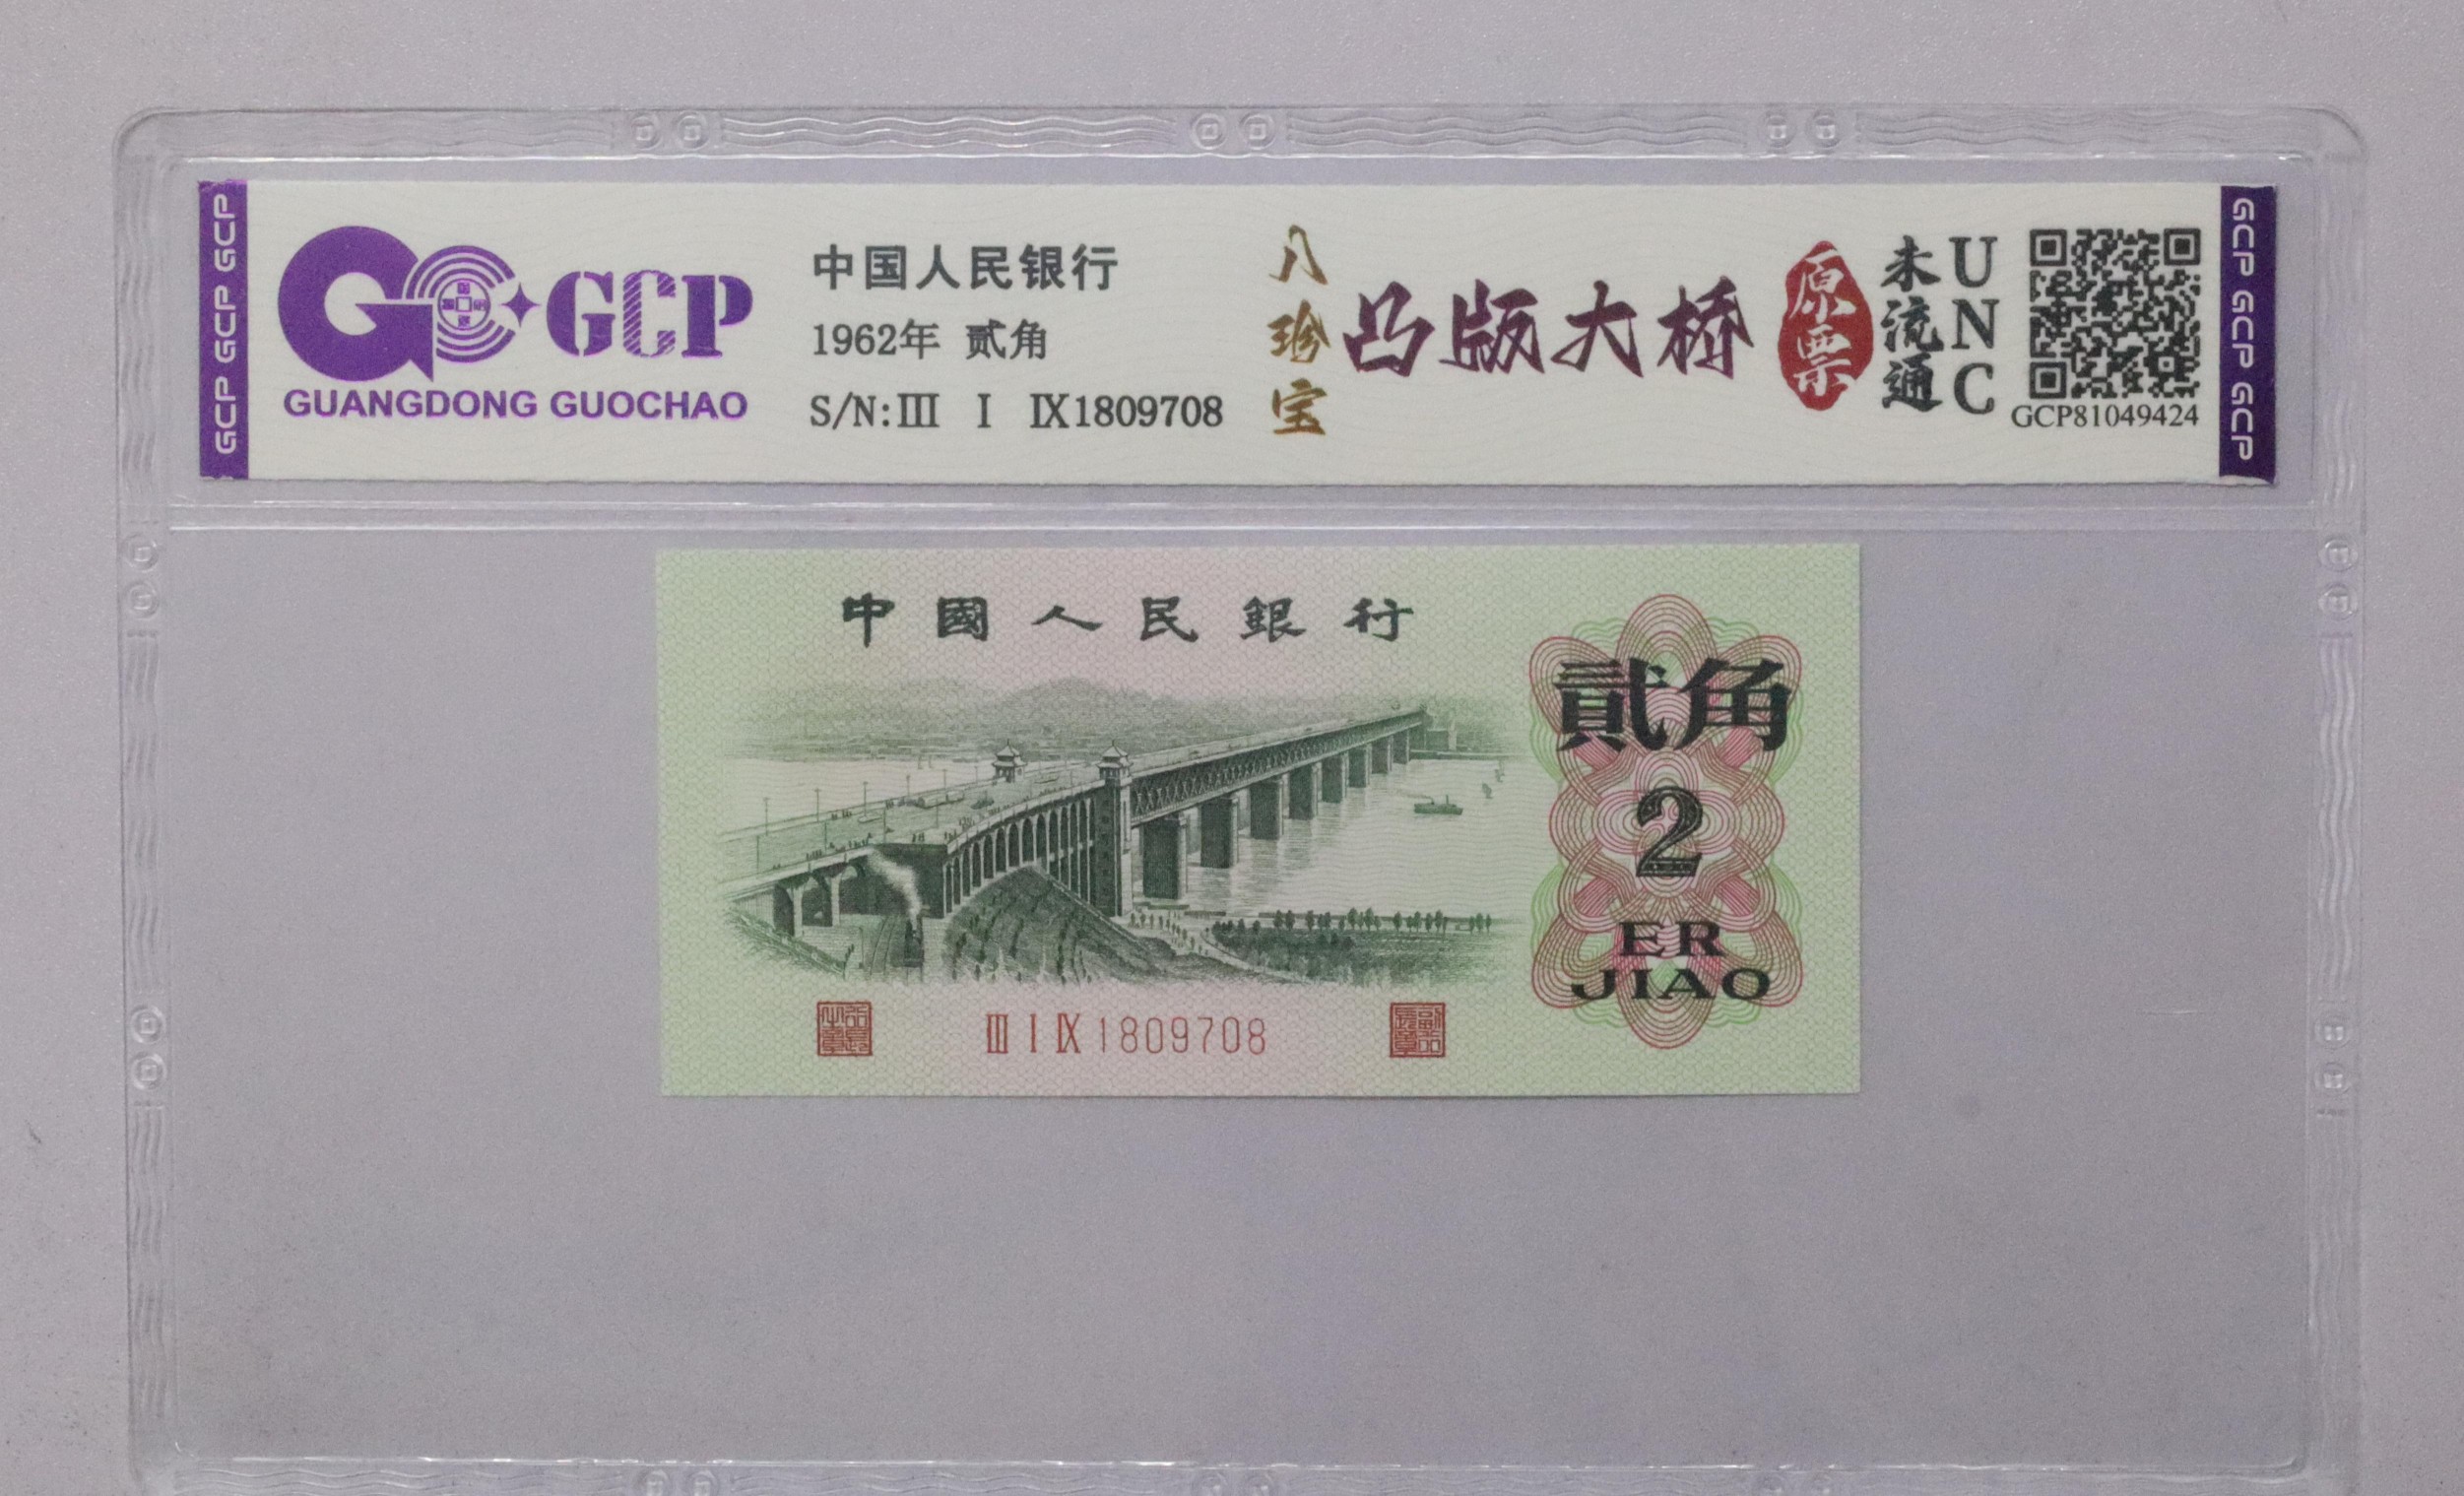 GCP GCP GCP
GCP
GUANGDONG GUOCHAO
中国人民银行
1962年 贰角
S/N:Ⅲ Ⅰ Ⅸ1809708
八珍宝
凸版大桥
原票
未流通
UNC
GCP81049424
GCP GCP GCP
中國人民銀行
貳角
2
ER
JIAO
Ⅲ Ⅰ Ⅸ 1809708